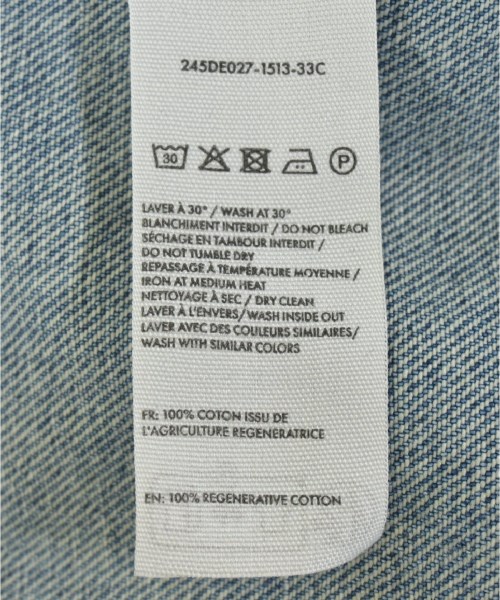 245DE027-1513-33C
30 P
LAVER À 30° / WASH AT 30°
BLANCHIMENT INTERDIT / DO NOT BLEACH
SÉCHAGE EN TAMBOUR INTERDIT /
DO NOT TUMBLE DRY
REPASSAGE À TEMPÉRATURE MOYENNE /
IRON AT MEDIUM HEAT
NETTOYAGE À SEC / DRY CLEAN
LAVER À L'ENVERS/WASH INSIDE OUT
LAVER AVEC DES COULEURS SIMILAIRES/
WASH WITH SIMILAR COLORS
FR: 100% COTON ISSU DE
L'AGRICULTURE REGENERATRICE
EN: 100% REGENERATIVE COTTON